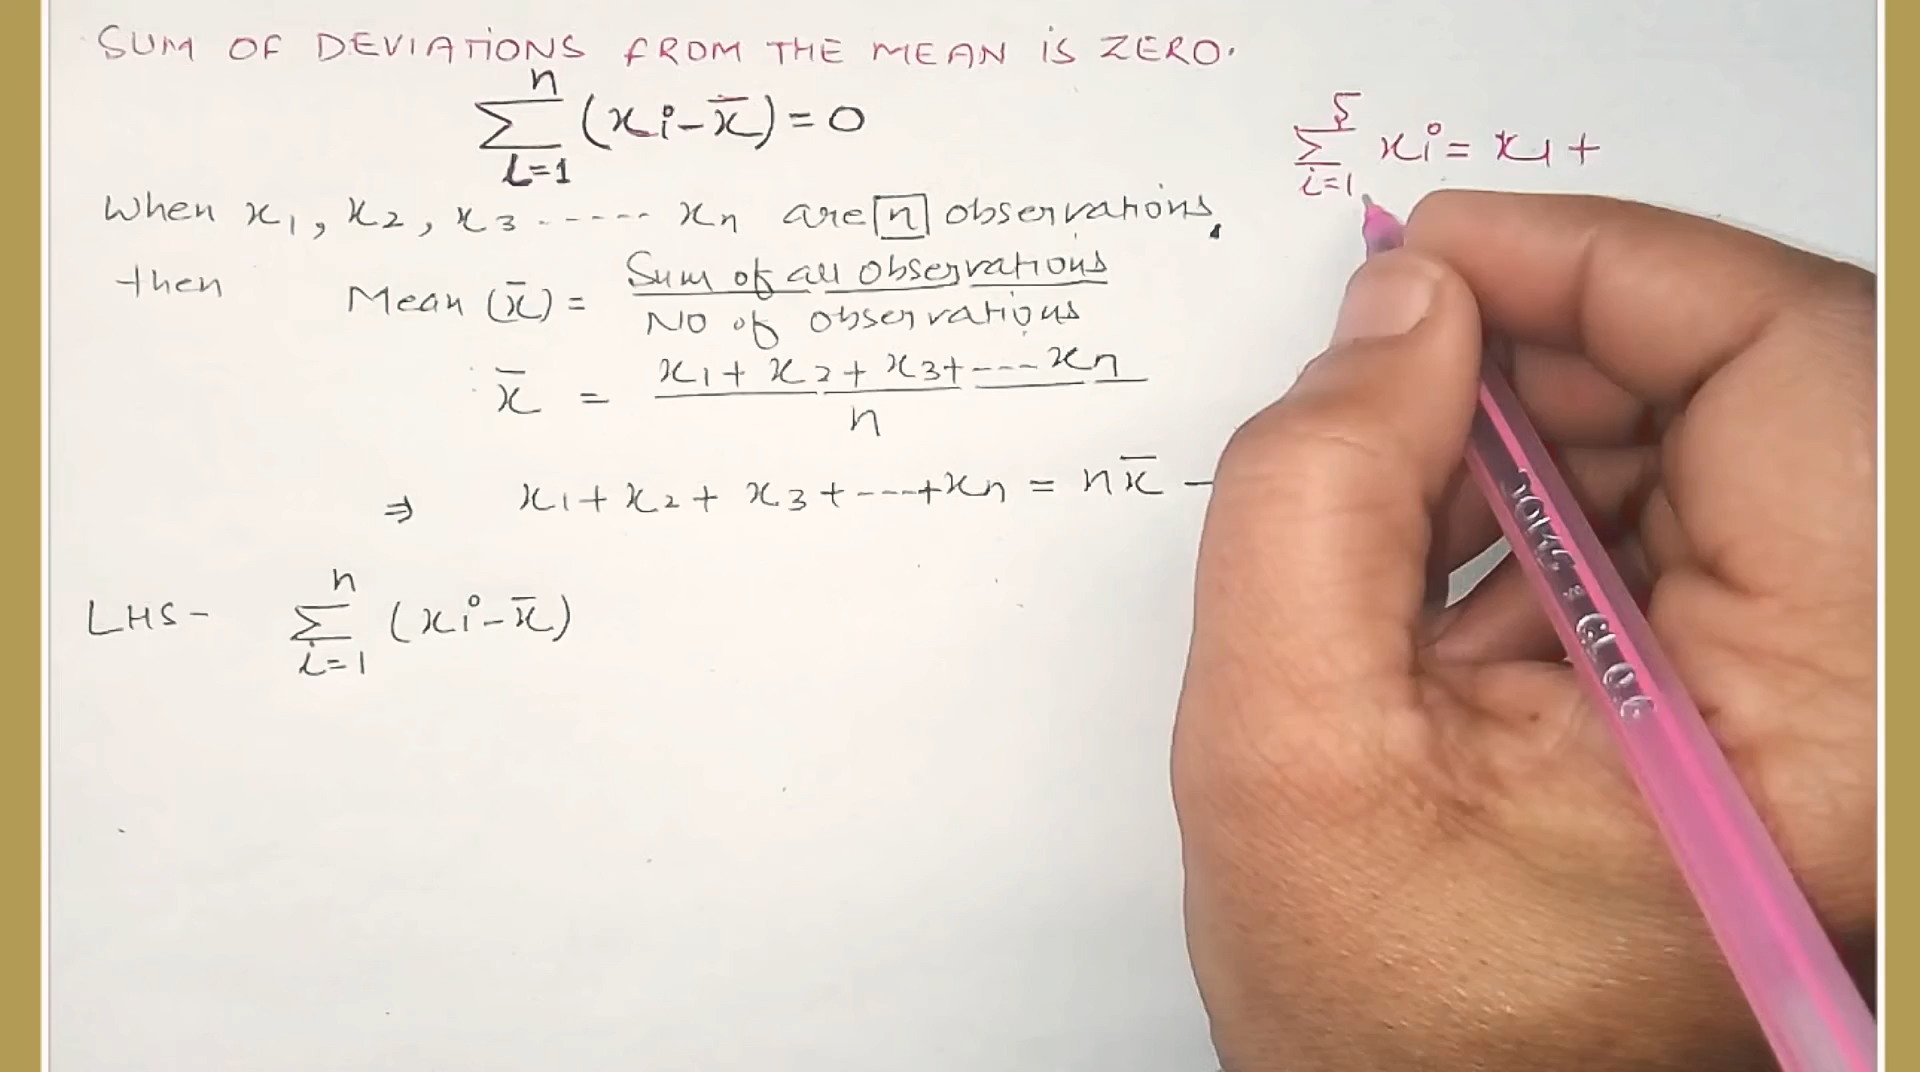 SUM OF DEVIATIONS FROM THE MEAN IS ZERO.
n
∑ (xi - x̄) = 0
i=1
When x1, x2, x3 ----- xn are n observations,
then Mean (x̄) = Sum of all observations
No of observations
x̄ = x1 + x2 + x3 + --- xn
n
⇒ x1 + x2 + x3 + ---+ xn = nx̄ -
LHS - n
∑ (xi - x̄)
i=1
5
∑ xi = x1 +
i=1